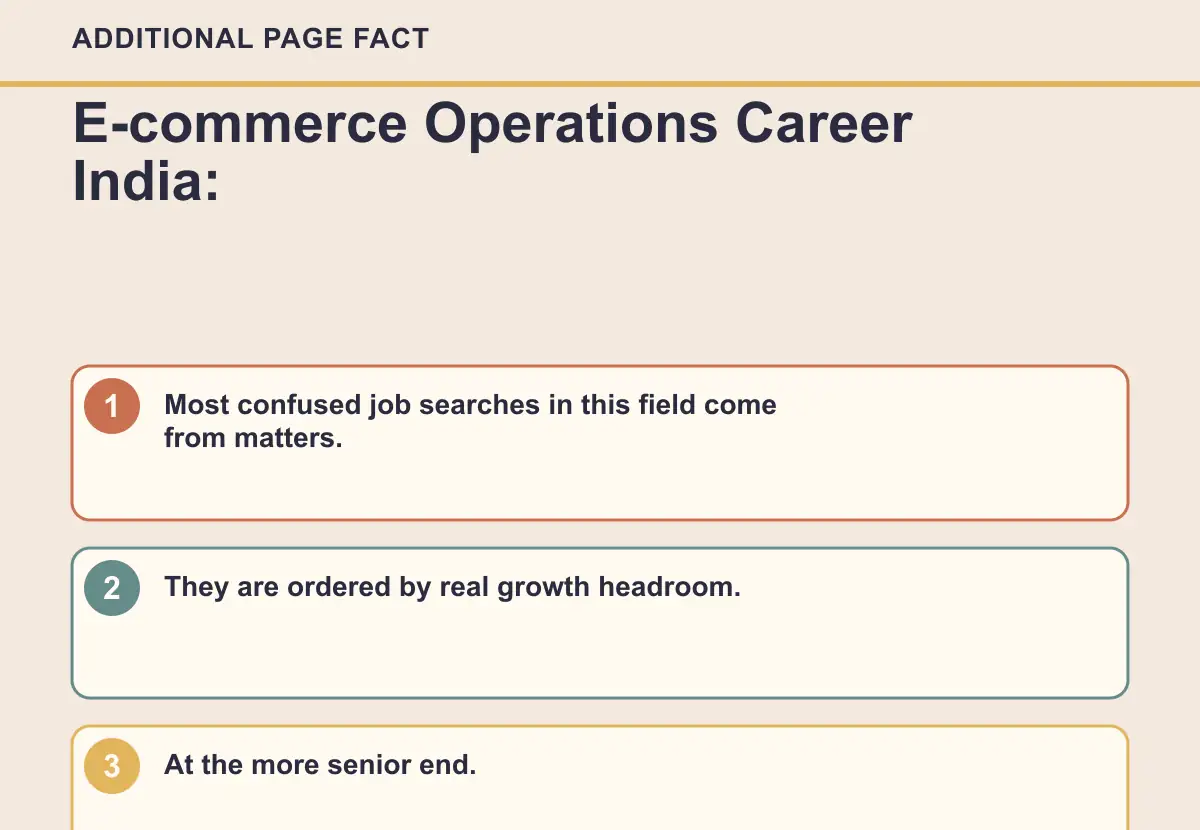 ADDITIONAL PAGE FACT
E-commerce Operations Career
India:
1
Most confused job searches in this field come
from matters.
2
They are ordered by real growth headroom.
3
At the more senior end.